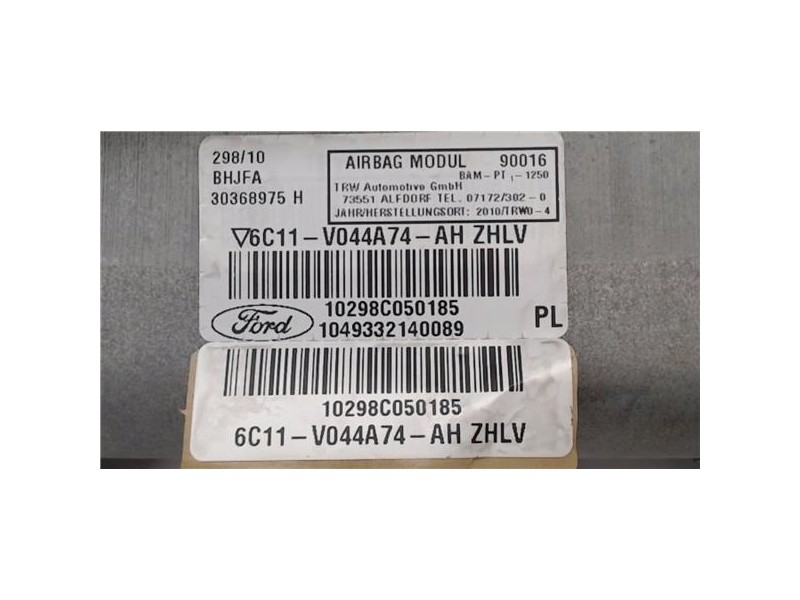 298/10
BHJFA
30368975 H
AIRBAG MODUL 90016
BAM-PT1-1250
TRW Automotive GmbH
73551 ALFDORF TEL. 07172/302-0
JAHR/HERSTELLUNGSORT: 2010/TRWO-4
6C11-V044A74-AH ZHLV
10298C050185
Ford
1049332140089
PL
10298C050185
6C11-V044A74-AH ZHLV